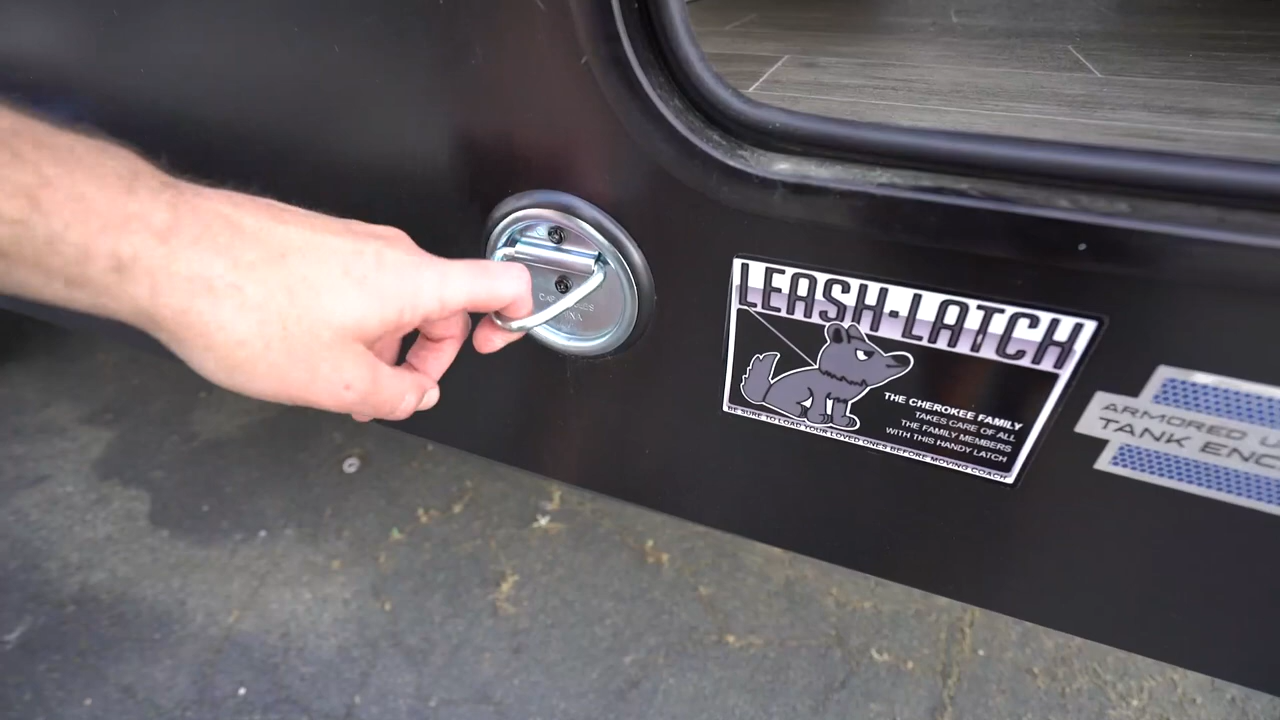 LEASH·LATCH
THE CHEROKEE FAMILY
TAKES CARE OF ALL
THE FAMILY MEMBERS
WITH THIS HANDY LATCH
BE SURE TO LOAD YOUR LOVED ONES BEFORE MOVING COACH
ARMORED U
TANK ENC